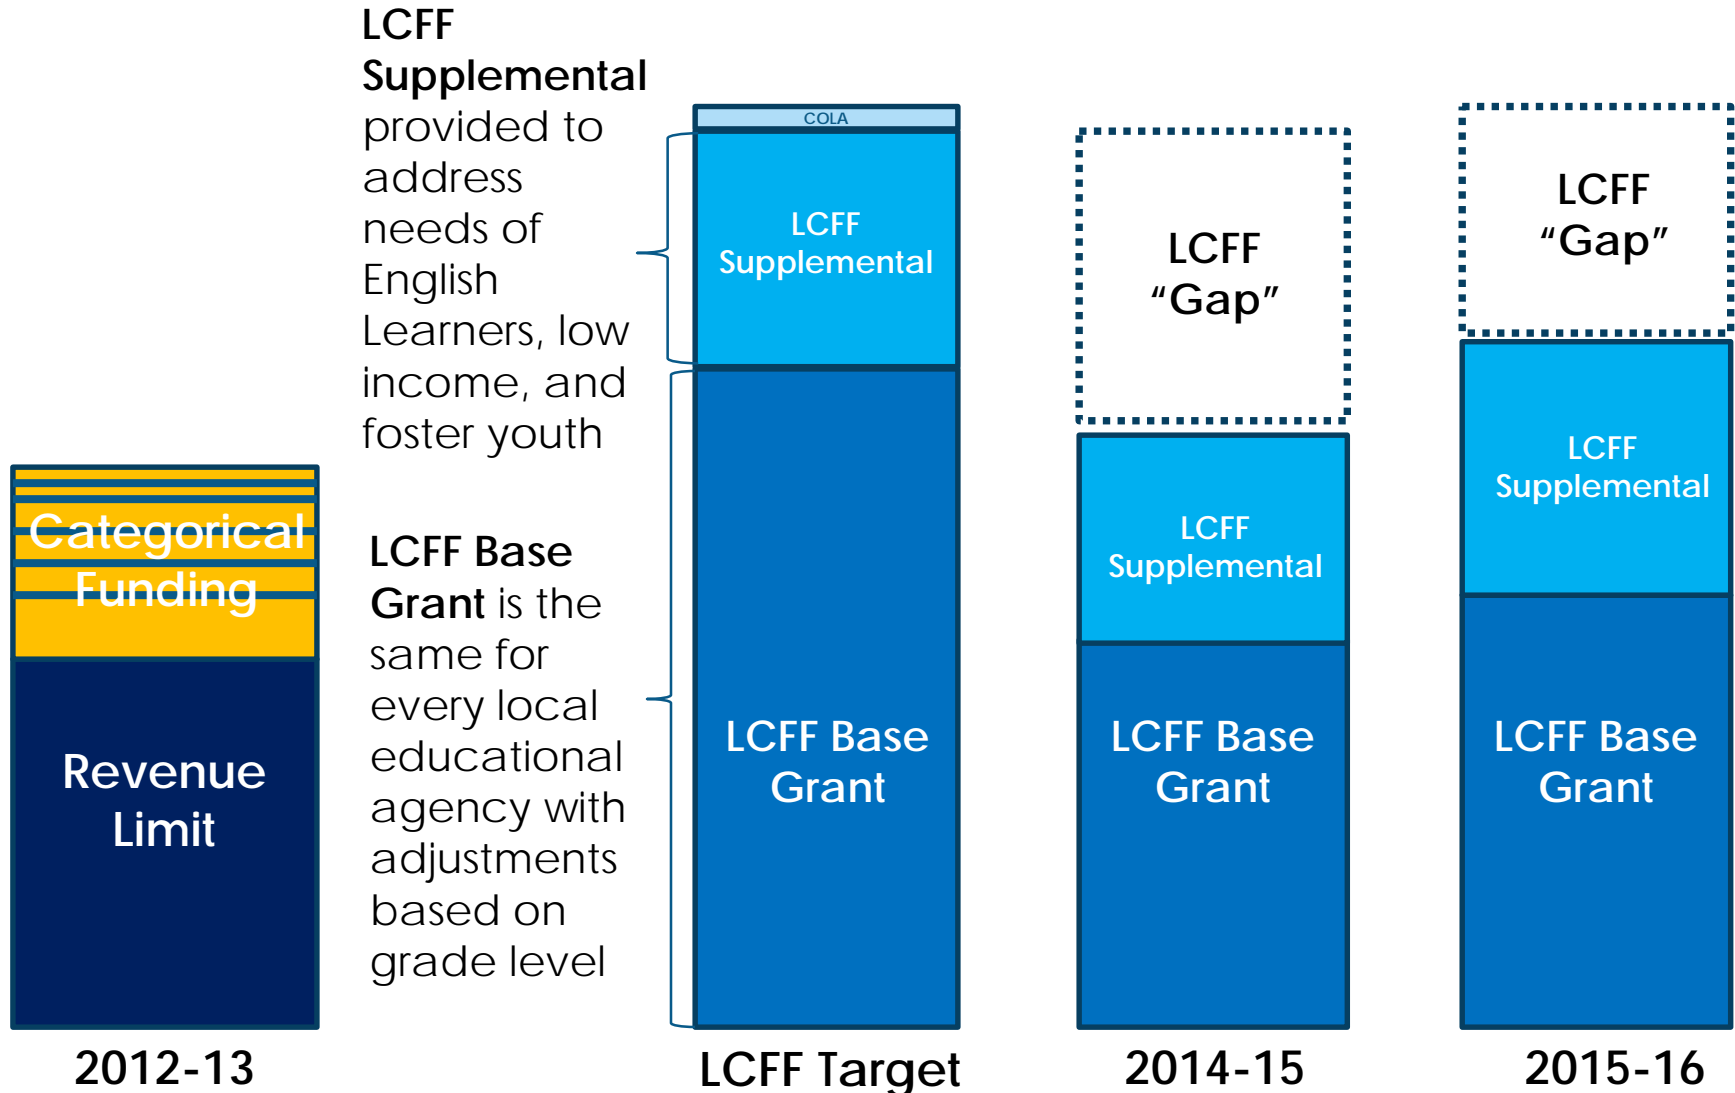 LCFF
Supplemental
provided to
address
needs of
English
Learners, low
income, and
foster youth
LCFF Base
Grant is the
same for
every local
educational
agency with
adjustments
based on
grade level
Categorical
Funding
Revenue
Limit
2012-13
COLA
LCFF
Supplemental
LCFF Base
Grant
LCFF Target
LCFF
“Gap”
LCFF
Supplemental
LCFF Base
Grant
2014-15
LCFF
“Gap”
LCFF
Supplemental
LCFF Base
Grant
2015-16